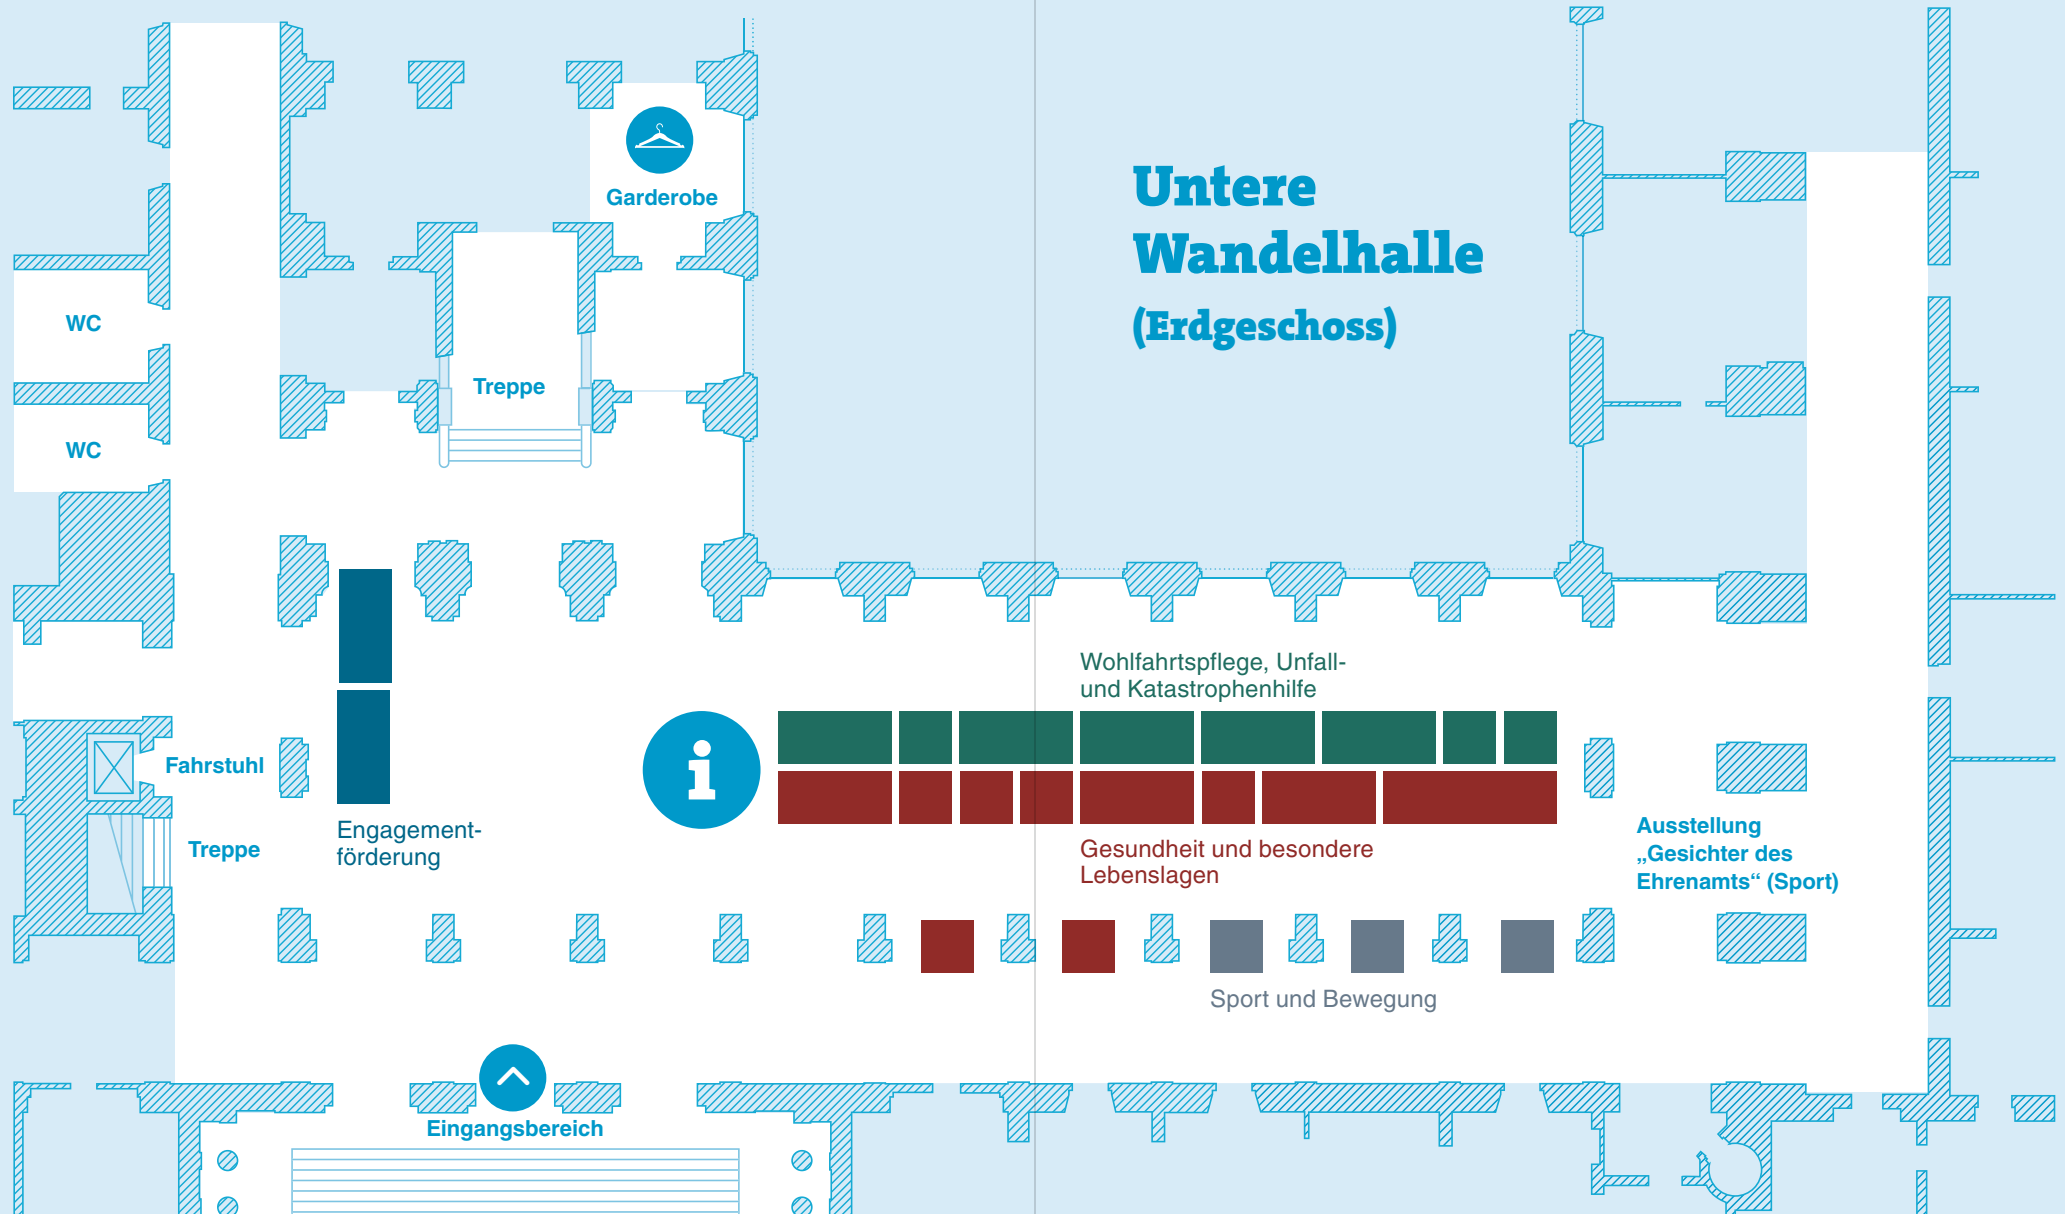 Garderobe
Untere
Wandelhalle
(Erdgeschoss)
WC
Treppe
WC
Wohlfahrtspflege, Unfall-
und Katastrophenhilfe
Fahrstuhl
i
Treppe
Engagement-
förderung
Gesundheit und besondere
Lebenslagen
Ausstellung
„Gesichter des
Ehrenamts“ (Sport)
Sport und Bewegung
Eingangsbereich